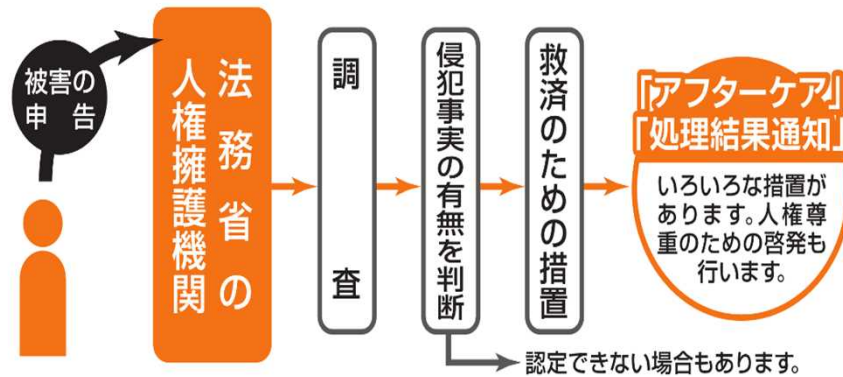 被害の
申告
法務省の
人権擁護機関
調査
侵犯事実の有無を判断
救済のための措置
「アフターケア」
「処理結果通知」
いろいろな措置が
あります。人権尊
重のための啓発も
行います。
認定できない場合もあります。